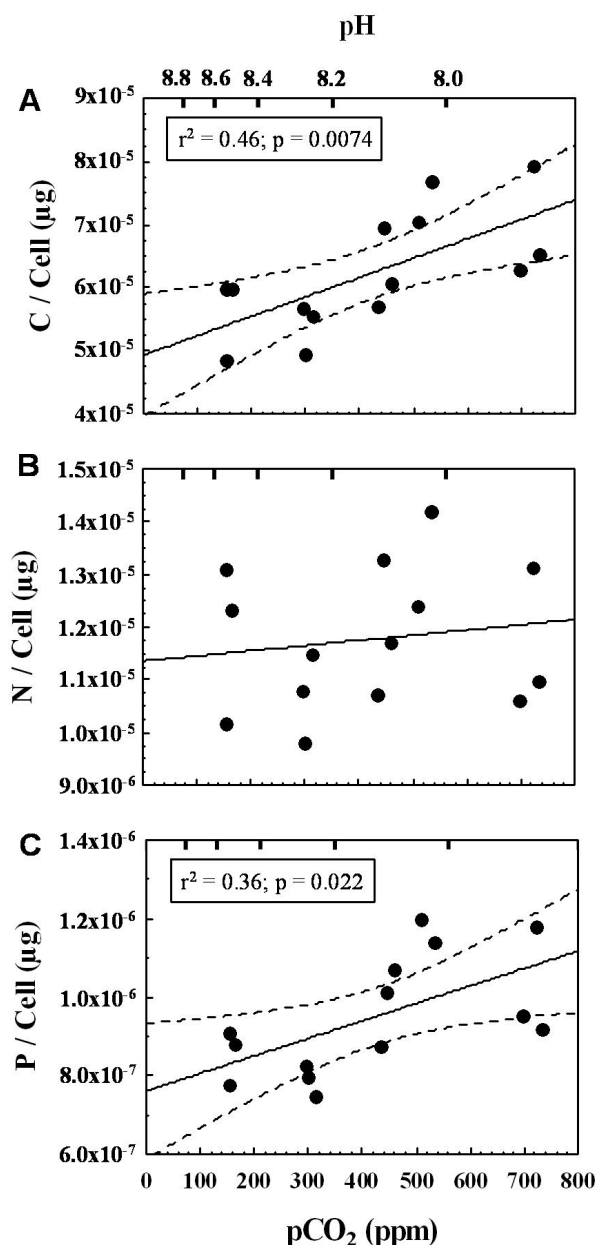 pH
8.8 8.6 8.4 8.2 8.0
A
9x10⁻⁵
r² = 0.46; p = 0.0074
8x10⁻⁵
7x10⁻⁵
6x10⁻⁵
5x10⁻⁵
4x10⁻⁵
C / Cell (µg)
B
1.5x10⁻⁵
1.4x10⁻⁵
1.3x10⁻⁵
1.2x10⁻⁵
1.1x10⁻⁵
1.0x10⁻⁵
9.0x10⁻⁶
N / Cell (µg)
C
1.4x10⁻⁶
r² = 0.36; p = 0.022
1.2x10⁻⁶
1.0x10⁻⁶
8.0x10⁻⁷
6.0x10⁻⁷
P / Cell (µg)
0 100 200 300 400 500 600 700 800
pCO₂ (ppm)